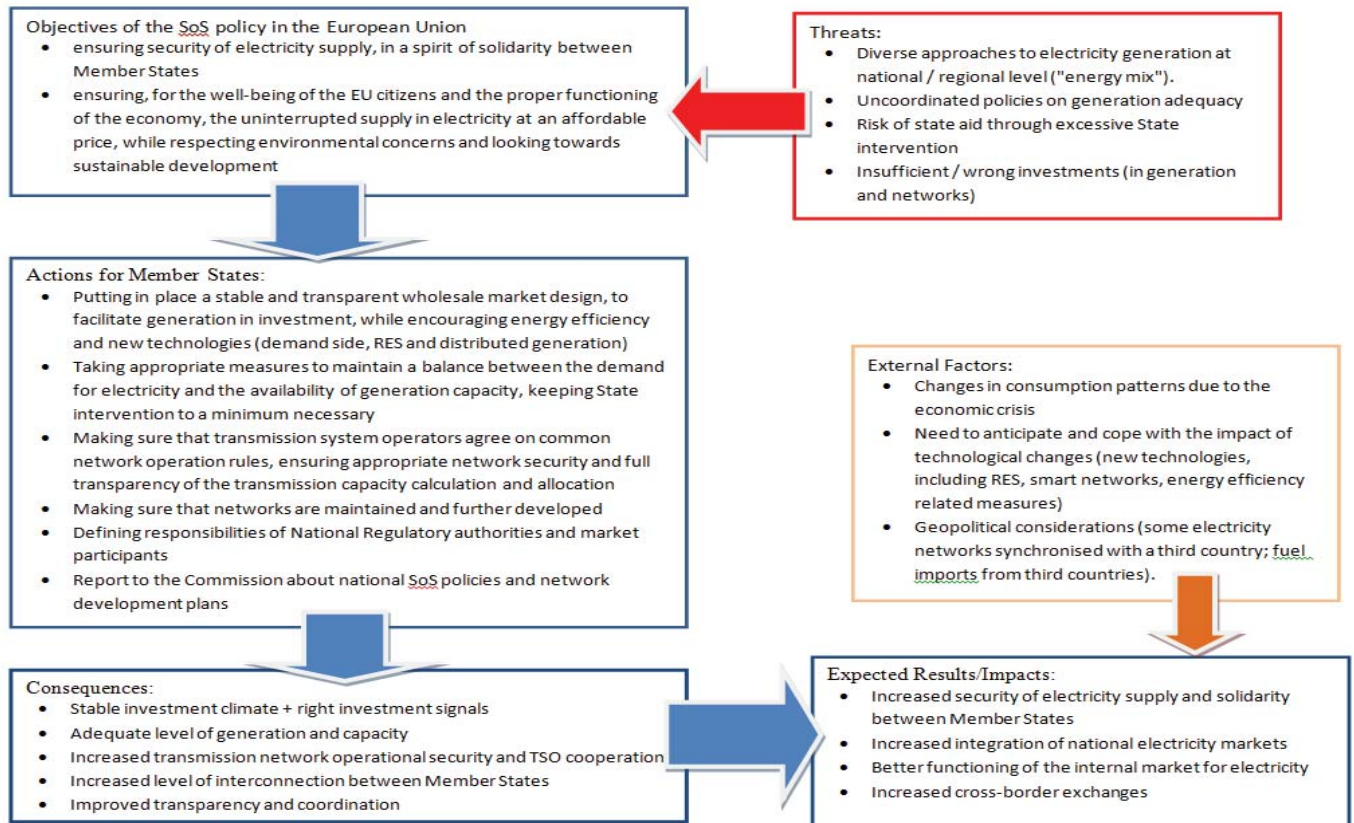 Objectives of the SoS policy in the European Union
• ensuring security of electricity supply, in a spirit of solidarity between
Member States
• ensuring, for the well-being of the EU citizens and the proper functioning
of the economy, the uninterrupted supply in electricity at an affordable
price, while respecting environmental concerns and looking towards
sustainable development
Threats:
• Diverse approaches to electricity generation at
national / regional level ("energy mix").
• Uncoordinated policies on generation adequacy
• Risk of state aid through excessive State
intervention
• Insufficient / wrong investments (in generation
and networks)
Actions for Member States:
• Putting in place a stable and transparent wholesale market design, to
facilitate generation in investment, while encouraging energy efficiency
and new technologies (demand side, RES and distributed generation)
• Taking appropriate measures to maintain a balance between the demand
for electricity and the availability of generation capacity, keeping State
intervention to a minimum necessary
• Making sure that transmission system operators agree on common
network operation rules, ensuring appropriate network security and full
transparency of the transmission capacity calculation and allocation
• Making sure that networks are maintained and further developed
• Defining responsibilities of National Regulatory authorities and market
participants
• Report to the Commission about national SoS policies and network
development plans
External Factors:
• Changes in consumption patterns due to the
economic crisis
• Need to anticipate and cope with the impact of
technological changes (new technologies,
including RES, smart networks, energy efficiency
related measures)
• Geopolitical considerations (some electricity
networks synchronised with a third country; fuel
imports from third countries).
Consequences:
• Stable investment climate + right investment signals
• Adequate level of generation and capacity
• Increased transmission network operational security and TSO cooperation
• Increased level of interconnection between Member States
• Improved transparency and coordination
Expected Results/Impacts:
• Increased security of electricity supply and solidarity
between Member States
• Increased integration of national electricity markets
• Better functioning of the internal market for electricity
• Increased cross-border exchanges